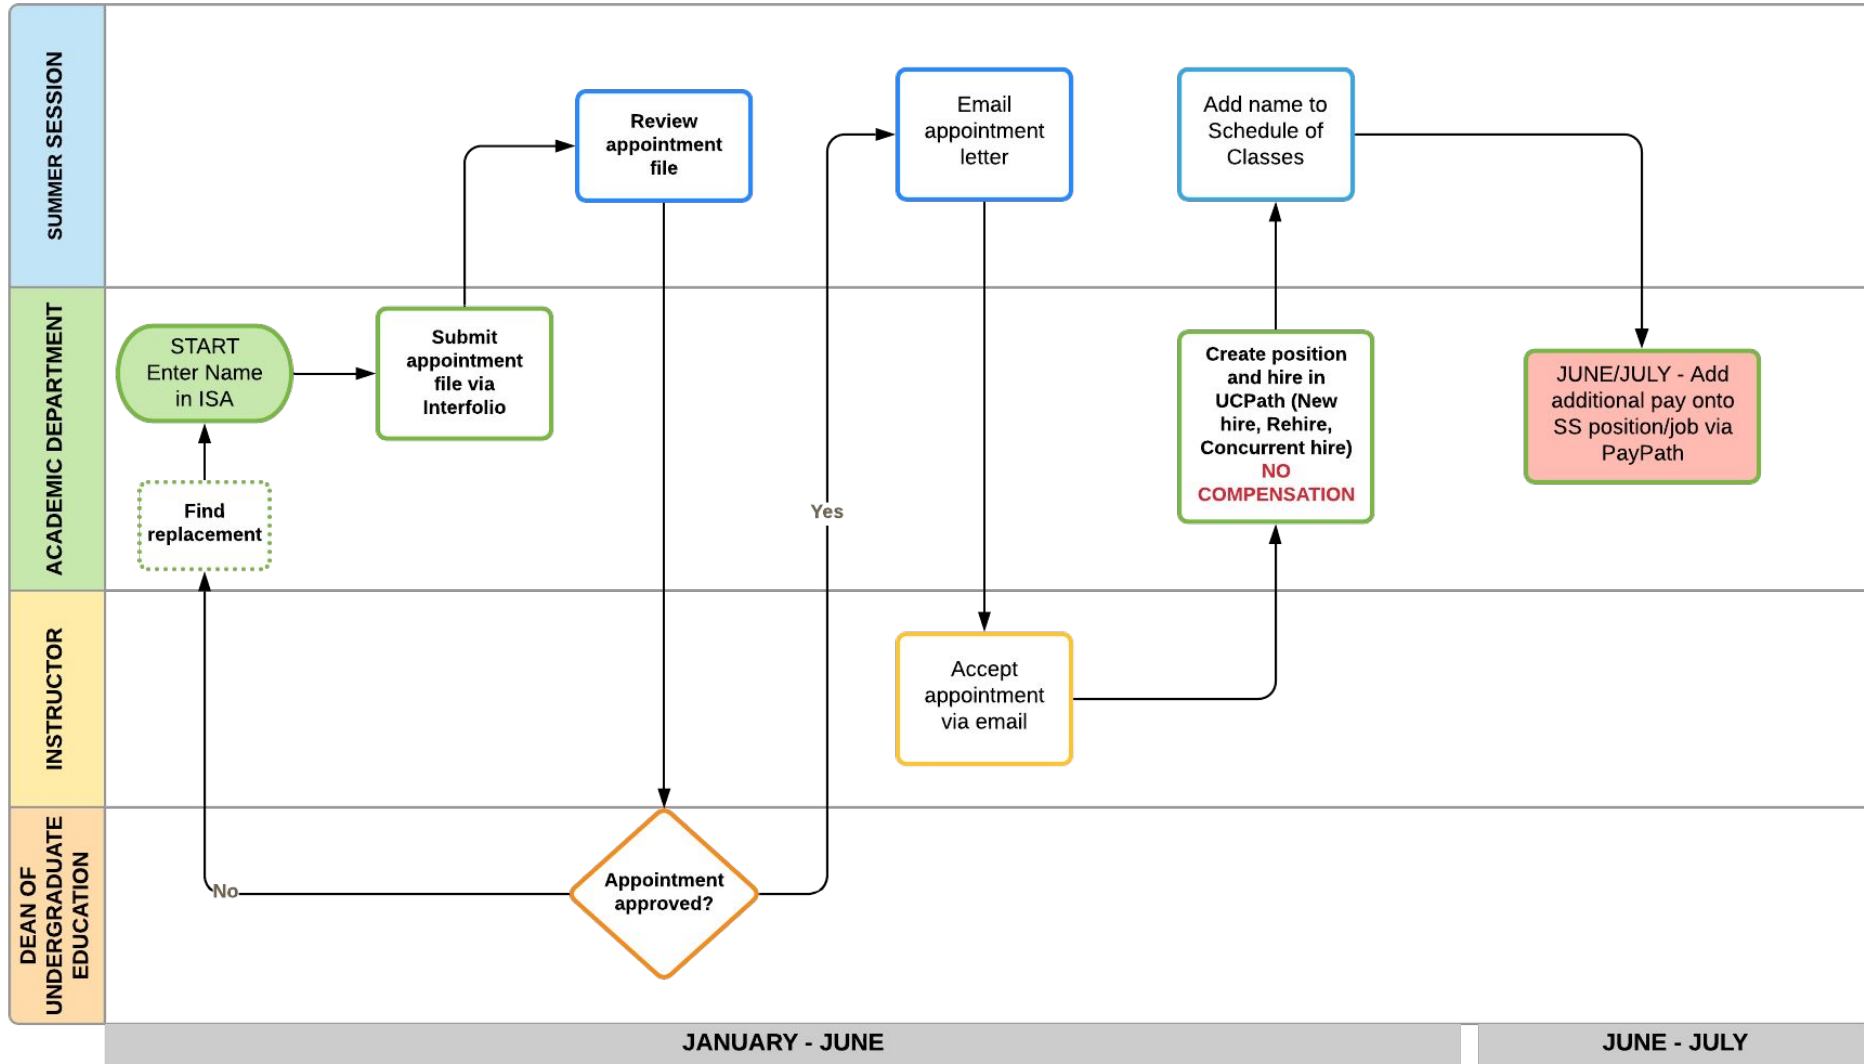 SUMMER SESSION
Review
appointment
file
Email
appointment
letter
Add name to
Schedule of
Classes
ACADEMIC DEPARTMENT
START
Enter Name
in ISA
Submit
appointment
file via
Interfolio
Find
replacement
Yes
Create position
and hire in
UCPath (New
hire, Rehire,
Concurrent hire)
NO
COMPENSATION
JUNE/JULY - Add
additional pay onto
SS position/job via
PayPath
INSTRUCTOR
Accept
appointment
via email
DEAN OF
UNDERGRADUATE
EDUCATION
No
Appointment
approved?
JANUARY - JUNE
JUNE - JULY